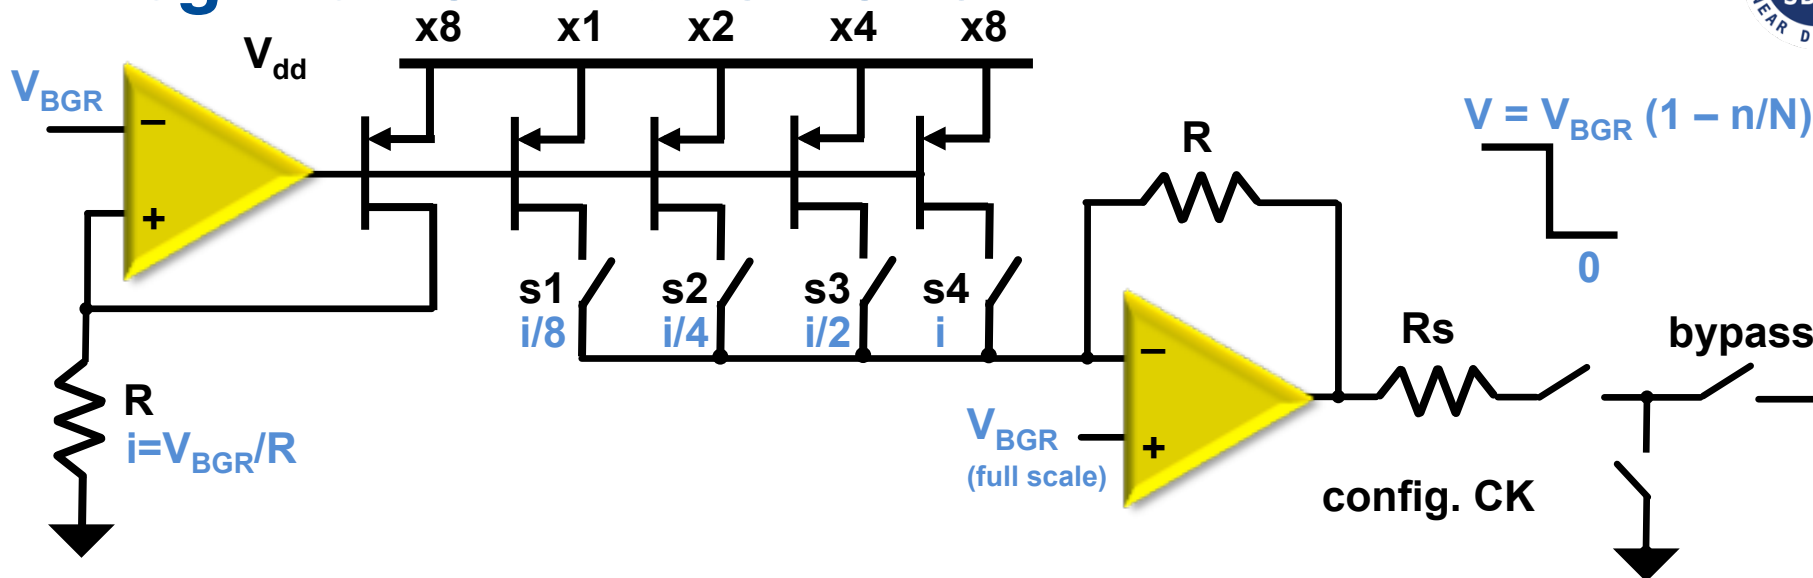 x8 x1 x2 x4 x8
Vdd
VBGR
−
+
R
i=VBGR/R
s1 s2 s3 s4
i/8 i/4 i/2 i
R
−
+
VBGR
(full scale)
Rs
bypass
config. CK
V = VBGR (1 – n/N)
0